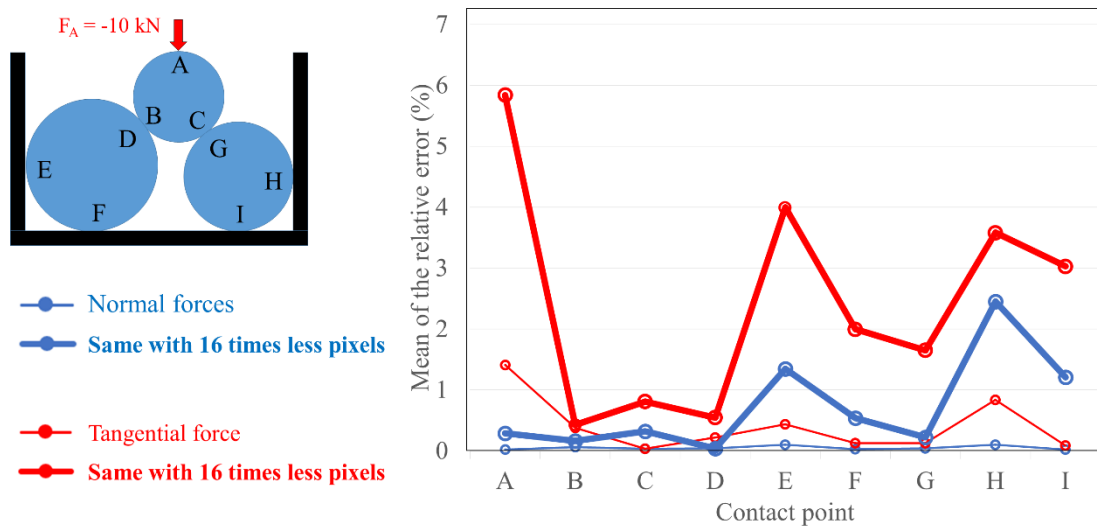 F_A = -10 kN
A
B
C
D
G
E
H
F
I
Normal forces
Same with 16 times less pixels
Tangential force
Same with 16 times less pixels
Mean of the relative error (%)
7
6
5
4
3
2
1
0
A B C D E F G H I
Contact point